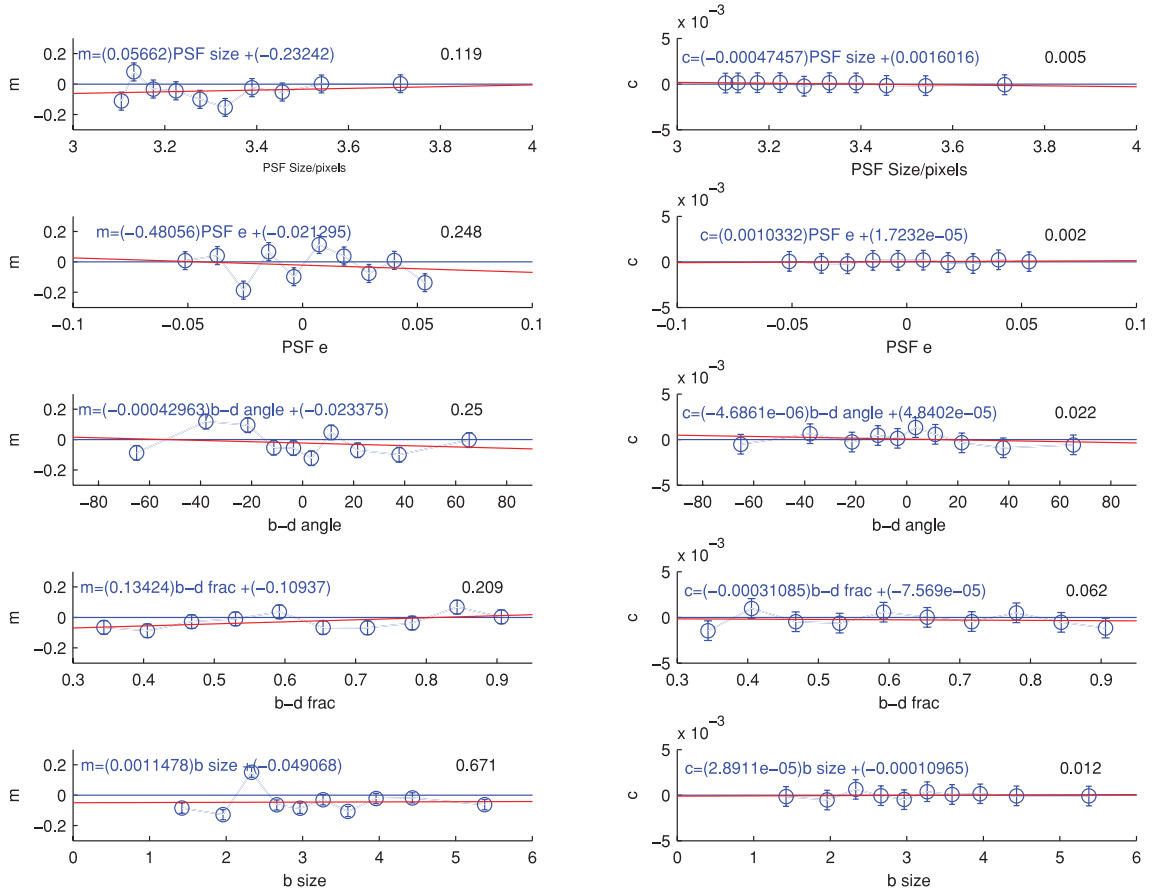 x 10⁻³
m=(0.05662)PSF size +(−0.23242) 0.119
0.2
0
−0.2
m
3 3.2 3.4 3.6 3.8 4
PSF Size/pixels
c=(−0.00047457)PSF size +(0.0016016) 0.005
5
0
−5
c
3 3.2 3.4 3.6 3.8 4
PSF Size/pixels
m=(−0.48056)PSF e +(−0.021295) 0.248
0.2
0
−0.2
m
−0.1 −0.05 0 0.05 0.1
PSF e
x 10⁻³
c=(0.0010332)PSF e +(1.7232e−05) 0.002
5
0
−5
c
−0.1 −0.05 0 0.05 0.1
PSF e
m=(−0.00042963)b−d angle +(−0.023375) 0.25
0.2
0
−0.2
m
−80 −60 −40 −20 0 20 40 60 80
b−d angle
x 10⁻³
c=(−4.6861e−06)b−d angle +(4.8402e−05) 0.022
5
0
−5
c
−80 −60 −40 −20 0 20 40 60 80
b−d angle
m=(0.13424)b−d frac +(−0.10937) 0.209
0.2
0
−0.2
m
0.3 0.4 0.5 0.6 0.7 0.8 0.9
b−d frac
x 10⁻³
c=(−0.00031085)b−d frac +(−7.569e−05) 0.062
5
0
−5
c
0.3 0.4 0.5 0.6 0.7 0.8 0.9
b−d frac
m=(0.0011478)b size +(−0.049068) 0.671
0.2
0
−0.2
m
0 1 2 3 4 5 6
b size
x 10⁻³
c=(2.8911e−05)b size +(−0.00010965) 0.012
5
0
−5
c
0 1 2 3 4 5 6
b size